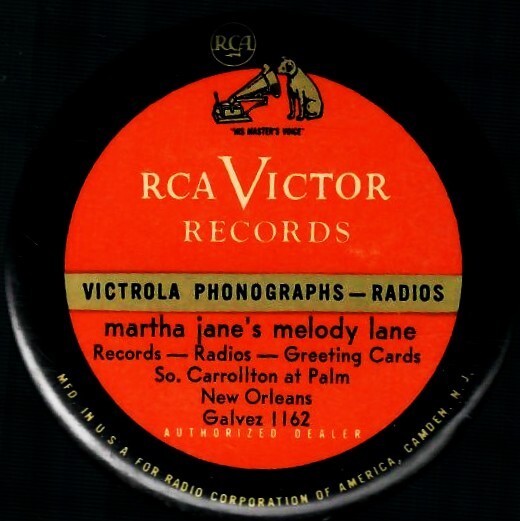 RCA
"HIS MASTER'S VOICE"
RCA VICTOR
RECORDS
VICTROLA PHONOGRAPHS — RADIOS
martha jane's melody lane
Records — Radios — Greeting Cards
So. Carrollton at Palm
New Orleans
Galvez 1162
AUTHORIZED DEALER
MFD IN U S A FOR RADIO CORPORATION OF AMERICA, CAMDEN, N. J.